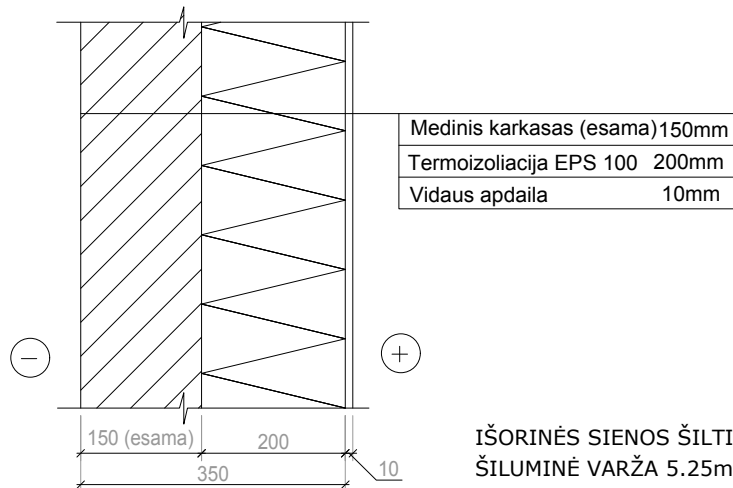 Medinis karkasas (esama) 150mm
Termoizoliacija EPS 100 200mm
Vidaus apdaila 10mm
− +
150 (esama) 200
350 10
IŠORINĖS SIENOS ŠILTI
ŠILUMINĖ VARŽA 5.25m